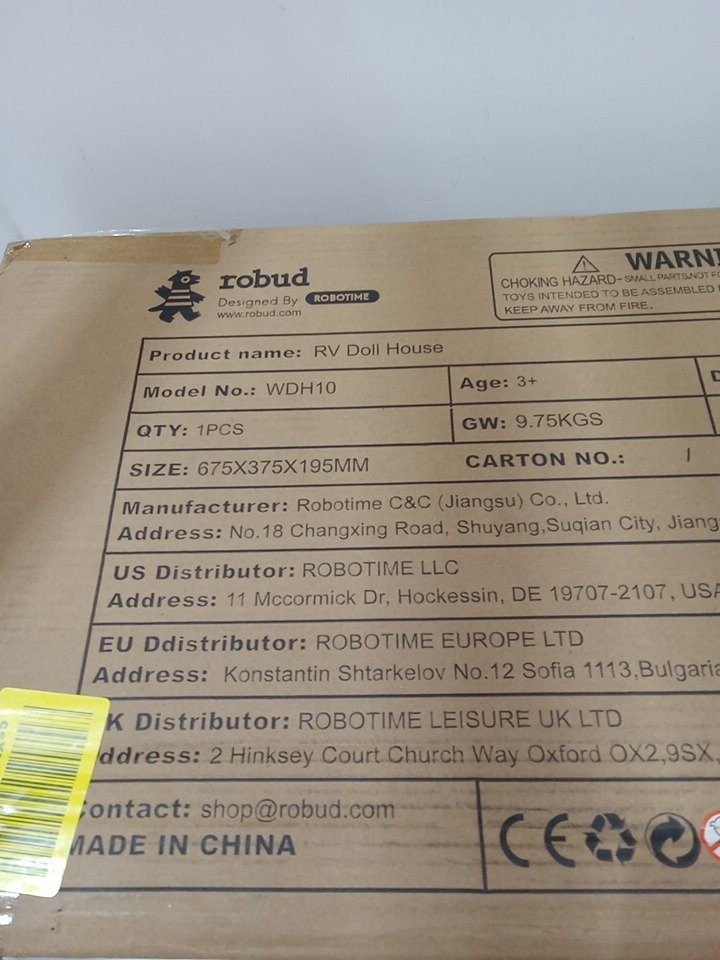 robud
Designed By ROBOTIME
www.robud.com
WARN
CHOKING HAZARD-SMALL PARTS.NOT FO
TOYS INTENDED TO BE ASSEMBLED
KEEP AWAY FROM FIRE.
Product name: RV Doll House
Model No.: WDH10 Age: 3+ D
QTY: 1PCS GW: 9.75KGS
SIZE: 675X375X195MM CARTON NO.: /
Manufacturer: Robotime C&C (Jiangsu) Co., Ltd.
Address: No.18 Changxing Road, Shuyang,Suqian City, Jiang
US Distributor: ROBOTIME LLC
Address: 11 Mccormick Dr, Hockessin, DE 19707-2107, USA
EU Ddistributor: ROBOTIME EUROPE LTD
Address: Konstantin Shtarkelov No.12 Sofia 1113,Bulgaria
K Distributor: ROBOTIME LEISURE UK LTD
ddress: 2 Hinksey Court Church Way Oxford OX2,9SX,
ontact: shop@robud.com
MADE IN CHINA
CE